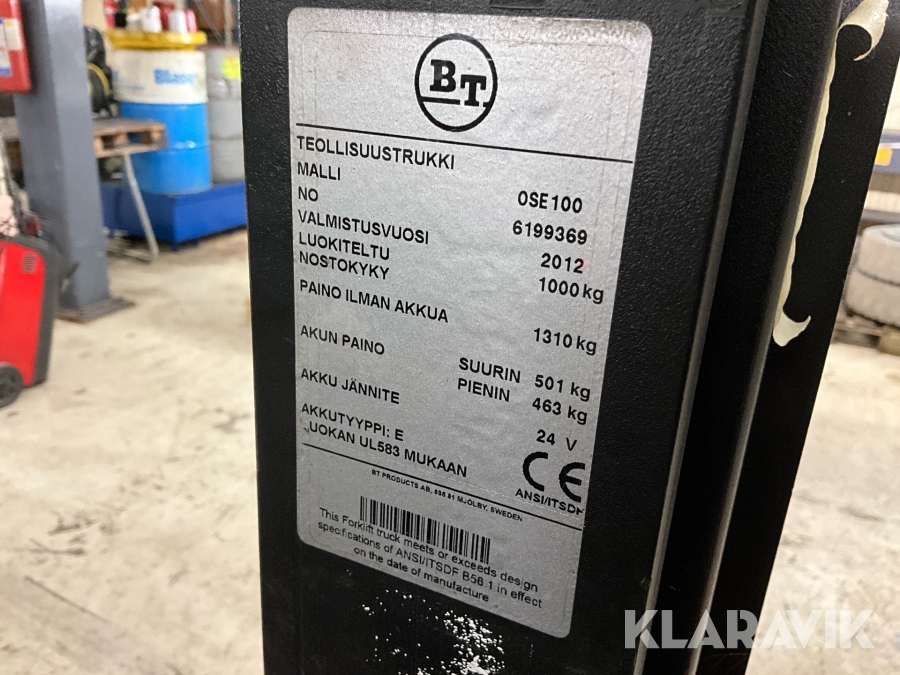 Blaser
BT
TEOLLISUUSTRUKKI
MALLI OSE100
NO 6199369
VALMISTUSVUOSI 2012
LUOKITELTU
NOSTOKYKY 1000 kg
PAINO ILMAN AKKUA 1310 kg
AKUN PAINO SUURIN 501 kg
PIENIN 463 kg
AKKU JÄNNITE 24 V
AKKUTYYPPI: E
LUOKAN UL583 MUKAAN
CE
ANSI/ITSDF
BT PRODUCTS AB, 595 81 MJÖLBY, SWEDEN
This Forklift truck meets or exceeds design
specifications of ANSI/ITSDF B56.1 in effect
on the date of manufacture
KLARAVIK